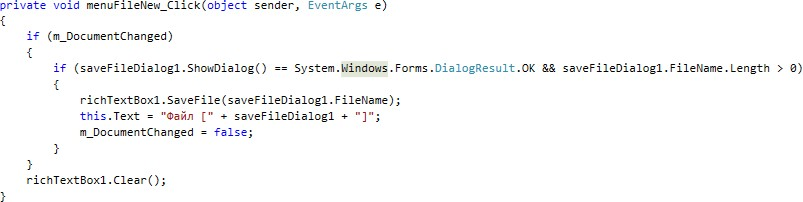 private void menuFileNew_Click(object sender, EventArgs e)
{
if (m_DocumentChanged)
{
if (saveFileDialog1.ShowDialog() == System.Windows.Forms.DialogResult.OK && saveFileDialog1.FileName.Length > 0)
{
richTextBox1.SaveFile(saveFileDialog1.FileName);
this.Text = "Файл [" + saveFileDialog1 + "]";
m_DocumentChanged = false;
}
}
richTextBox1.Clear();
}